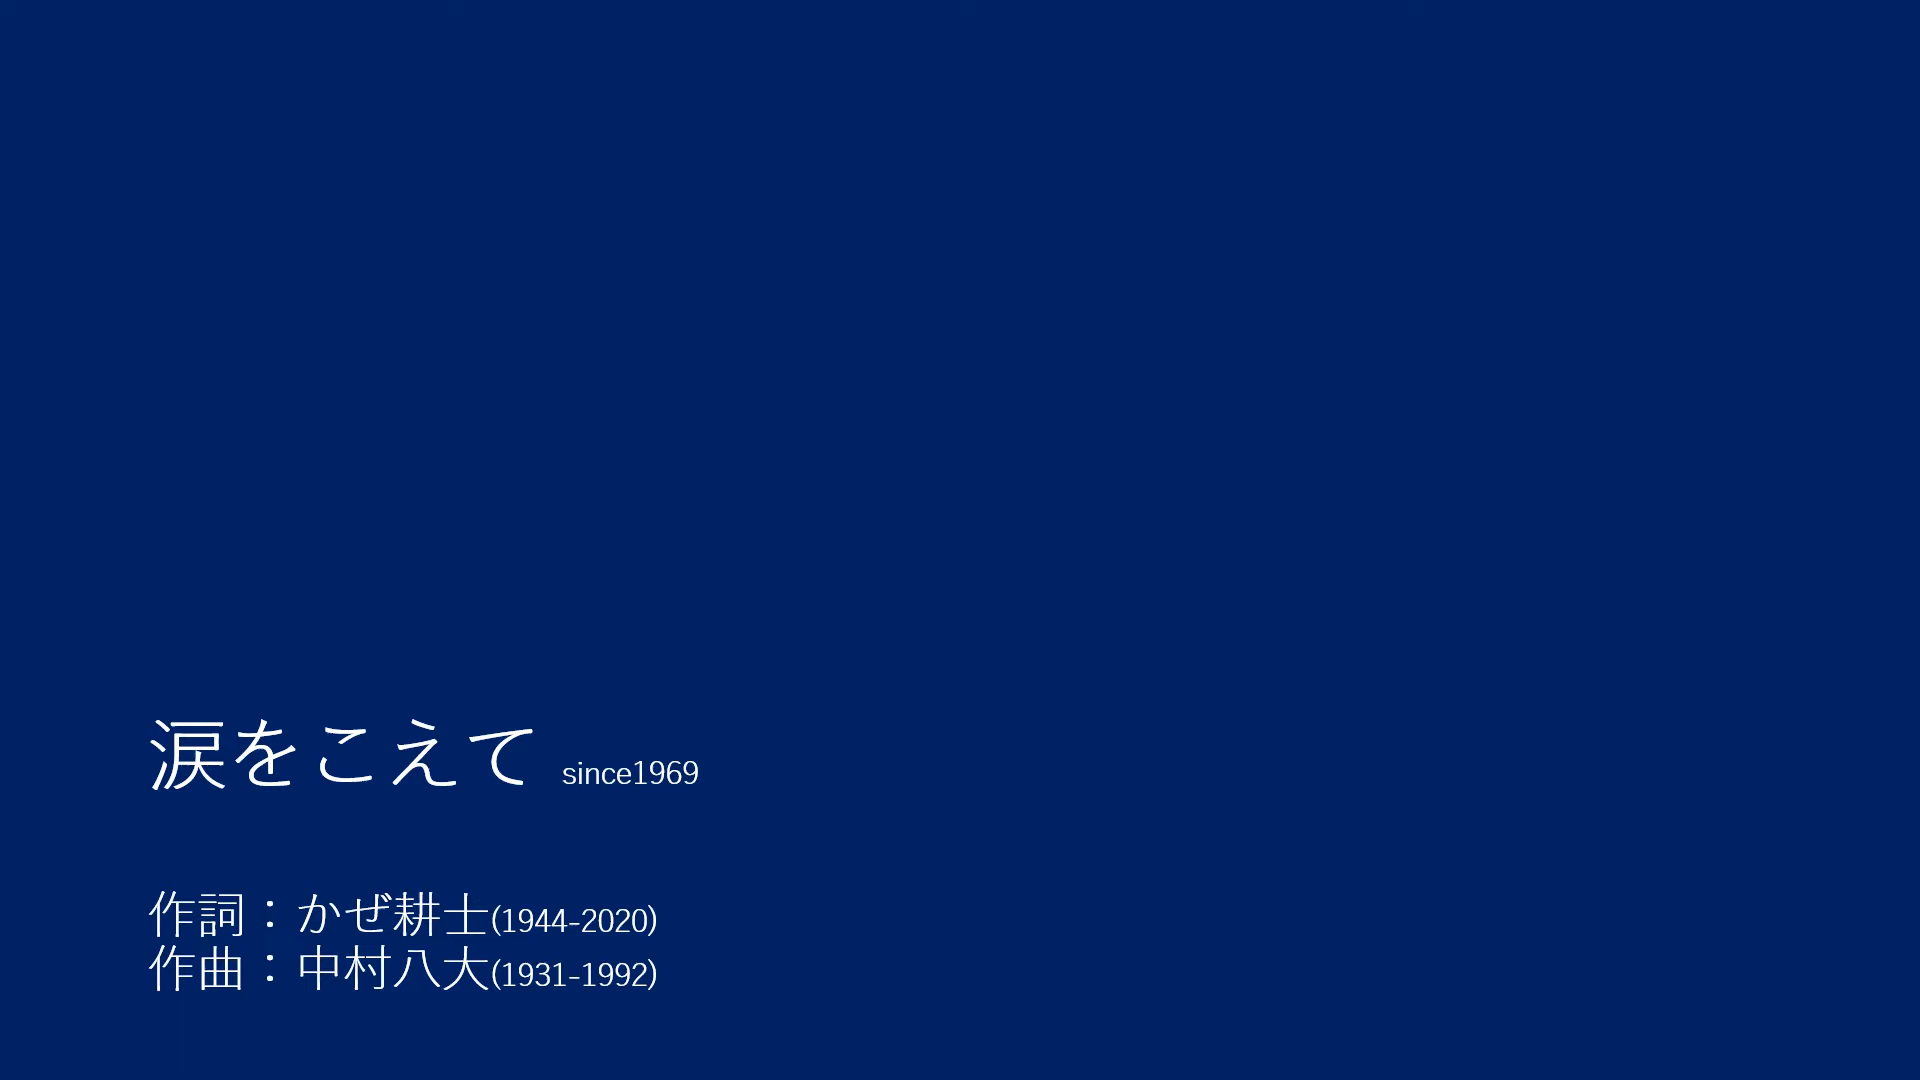 涙をこえて since1969
作詞：かぜ耕士(1944-2020)
作曲：中村八大(1931-1992)